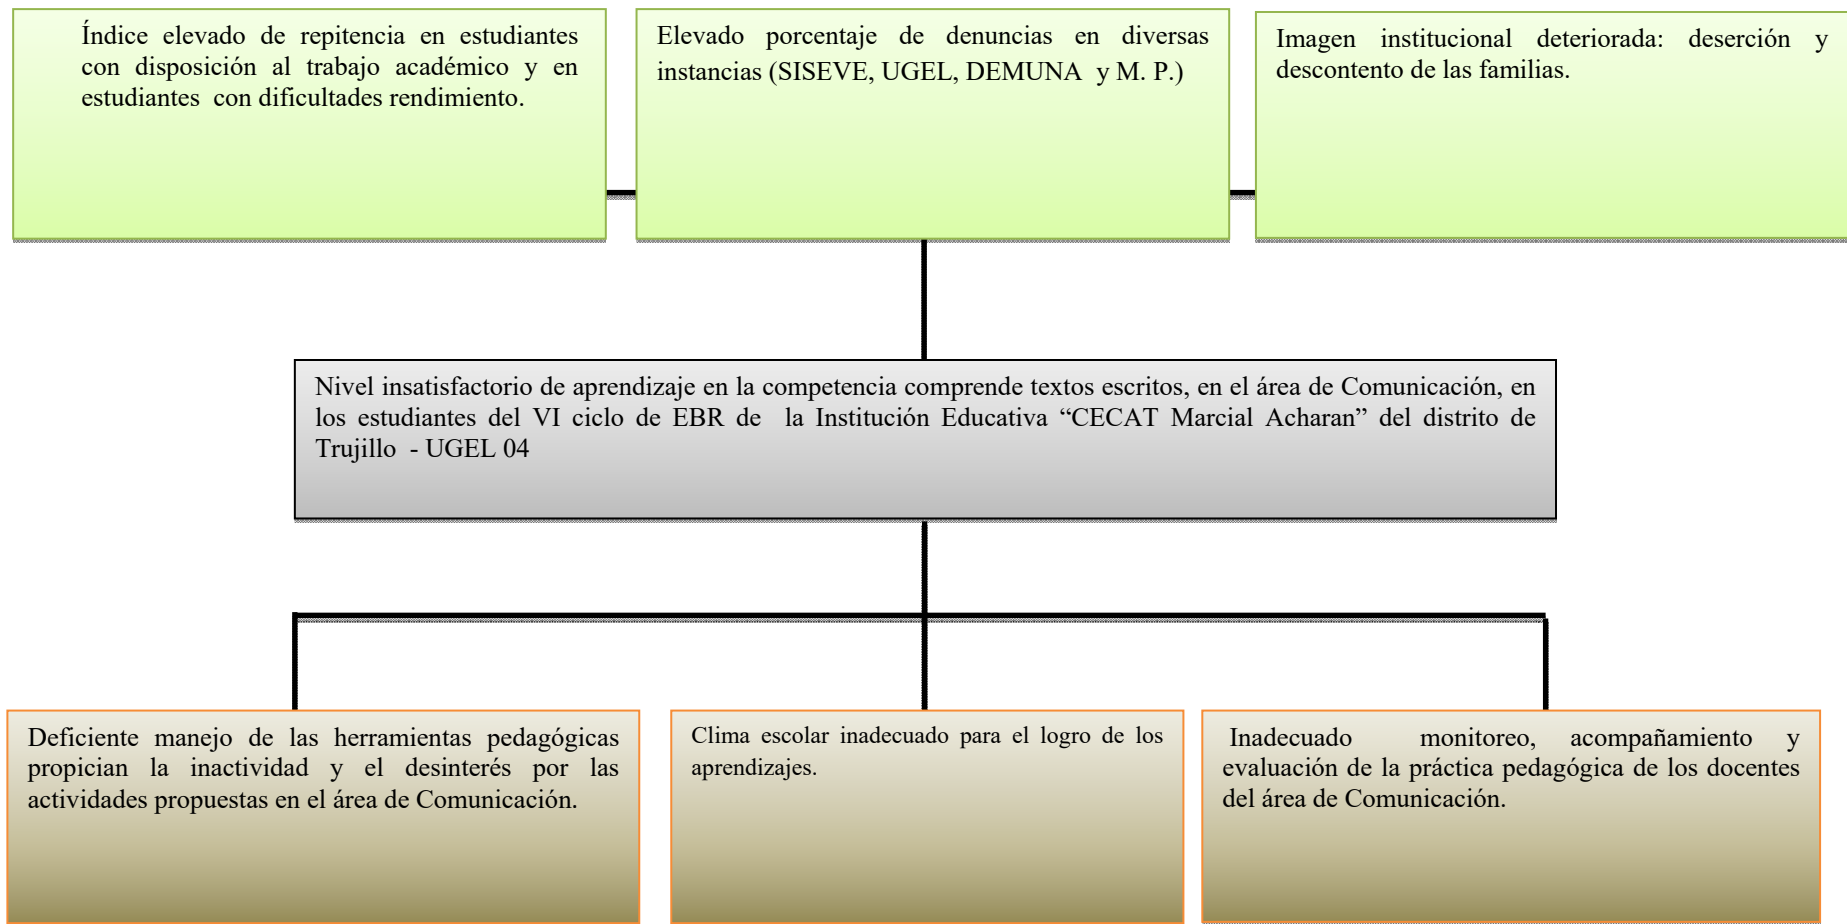 Índice elevado de repitencia en estudiantes
con disposición al trabajo académico y en
estudiantes con dificultades rendimiento.
Elevado porcentaje de denuncias en diversas
instancias (SISEVE, UGEL, DEMUNA y M. P.)
Imagen institucional deteriorada: deserción y
descontento de las familias.
Nivel insatisfactorio de aprendizaje en la competencia comprende textos escritos, en el área de Comunicación, en
los estudiantes del VI ciclo de EBR de la Institución Educativa “CECAT Marcial Acharan” del distrito de
Trujillo - UGEL 04
Deficiente manejo de las herramientas pedagógicas
propician la inactividad y el desinterés por las
actividades propuestas en el área de Comunicación.
Clima escolar inadecuado para el logro de los
aprendizajes.
Inadecuado monitoreo, acompañamiento y
evaluación de la práctica pedagógica de los docentes
del área de Comunicación.